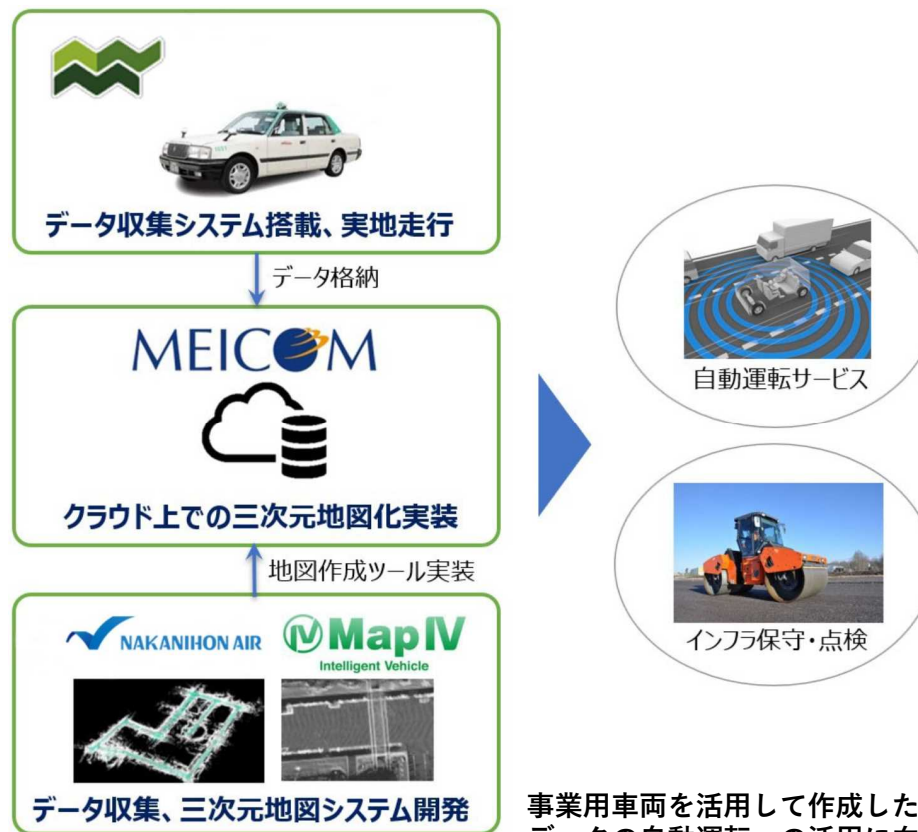 データ収集システム搭載、実地走行
データ格納
MEICOM
クラウド上での三次元地図化実装
地図作成ツール実装
NAKANIHON AIR
MapIV
Intelligent Vehicle
データ収集、三次元地図システム開発
自動運転サービス
インフラ保守・点検
事業用車両を活用して作成した